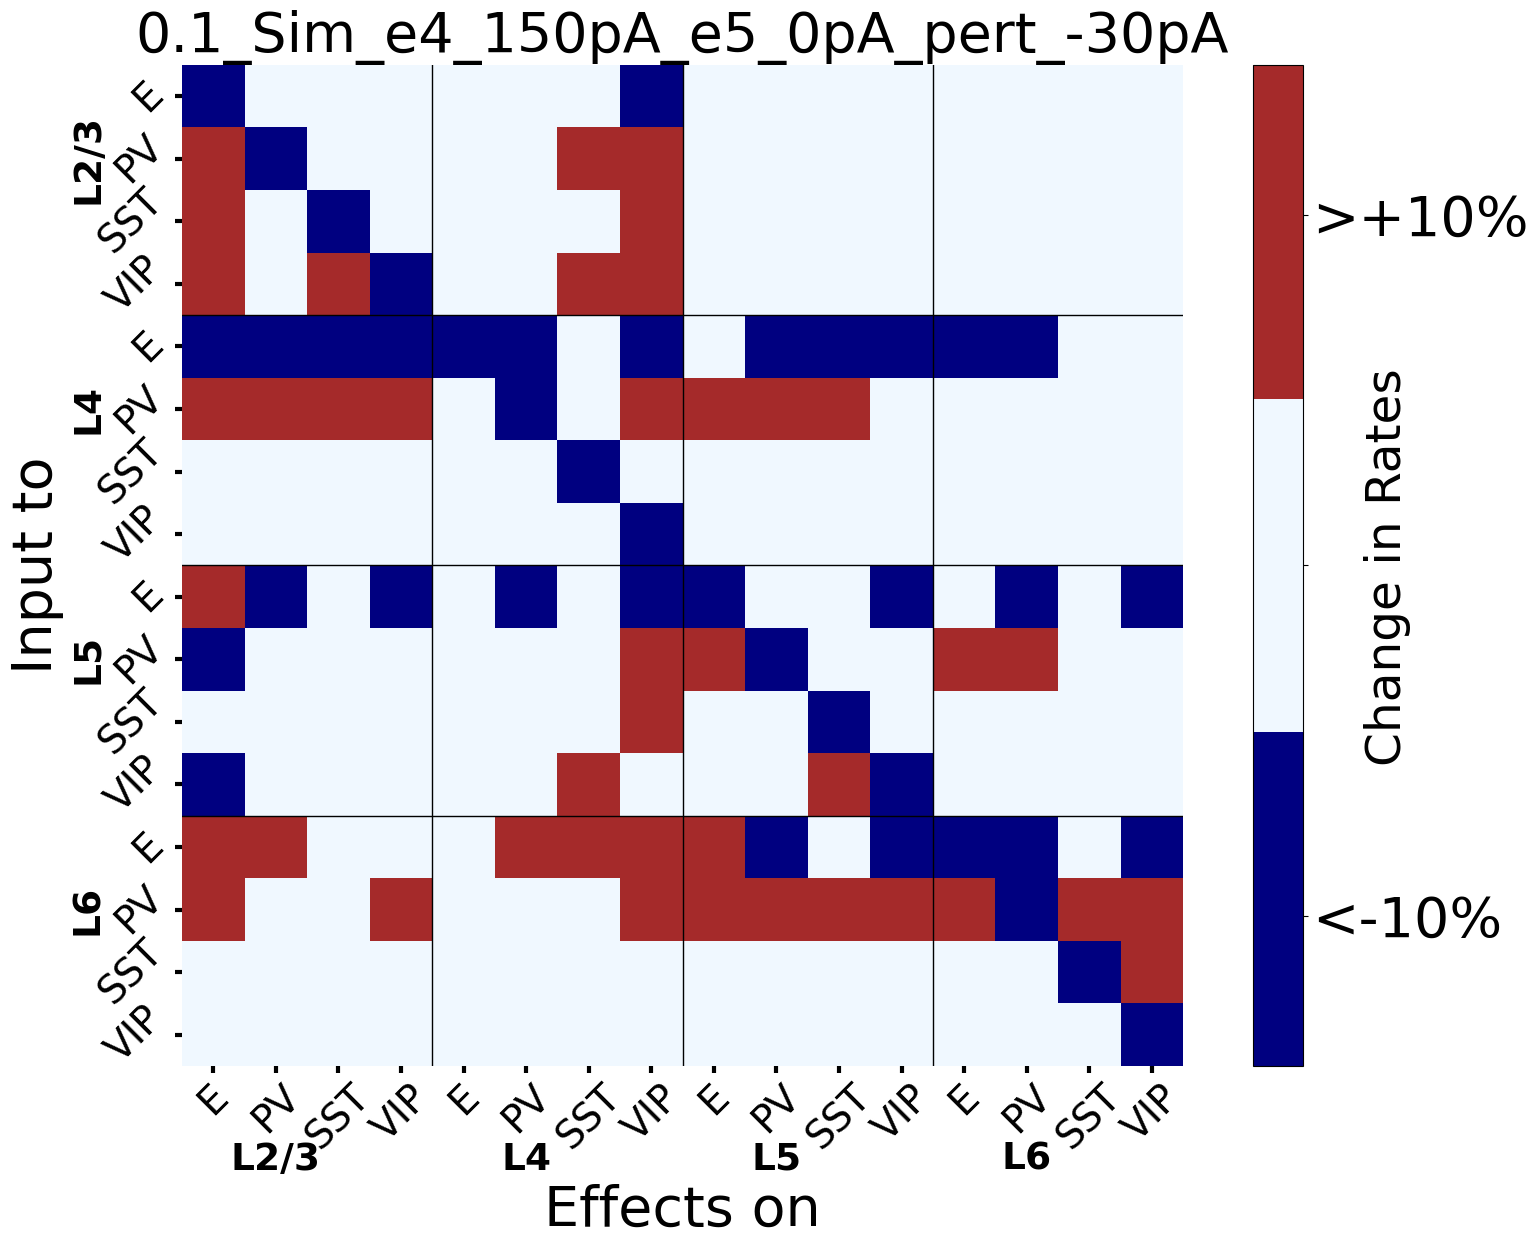 0.1_Sim_e4_150pA_e5_0pA_pert_-30pA
Input to
L2/3
E
PV
SST
VIP
L4
E
PV
SST
VIP
L5
E
PV
SST
VIP
L6
E
PV
SST
VIP
E PV SST VIP E PV SST VIP E PV SST VIP E PV SST VIP
L2/3 L4 L5 L6
Effects on
>+10%
<-10%
Change in Rates